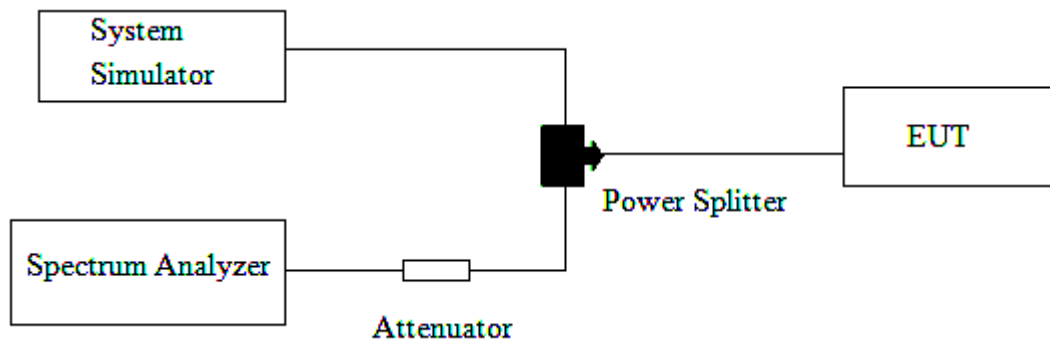 System
Simulator
EUT
Power Splitter
Spectrum Analyzer
Attenuator